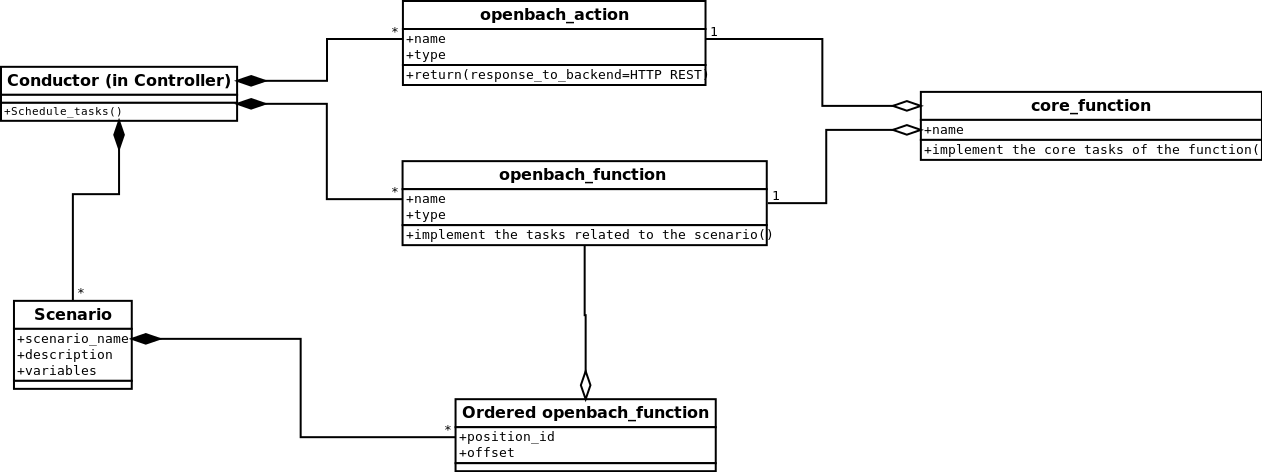 openbach_action
+name
+type
+return(response_to_backend=HTTP REST)
*
1
Conductor (in Controller)
+Schedule_tasks()
core_function
+name
+implement the core tasks of the function(
openbach_function
+name
+type
+implement the tasks related to the scenario()
*
1
*
Scenario
+scenario_name
+description
+variables
Ordered openbach_function
+position_id
+offset
*